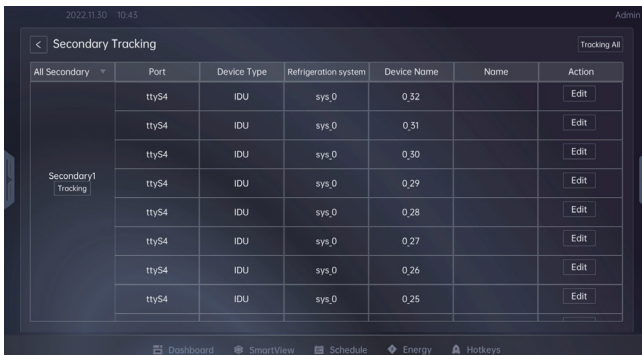 2022.11.30 10:43 Admin
< Secondary Tracking Tracking All
All Secondary Port Device Type Refrigeration system Device Name Name Action
ttyS4 IDU sys_0 0_32 Edit
ttyS4 IDU sys_0 0_31 Edit
ttyS4 IDU sys_0 0_30 Edit
Secondary1
Tracking
ttyS4 IDU sys_0 0_29 Edit
ttyS4 IDU sys_0 0_28 Edit
ttyS4 IDU sys_0 0_27 Edit
ttyS4 IDU sys_0 0_26 Edit
ttyS4 IDU sys_0 0_25 Edit
Dashboard SmartView Schedule Energy Hotkeys